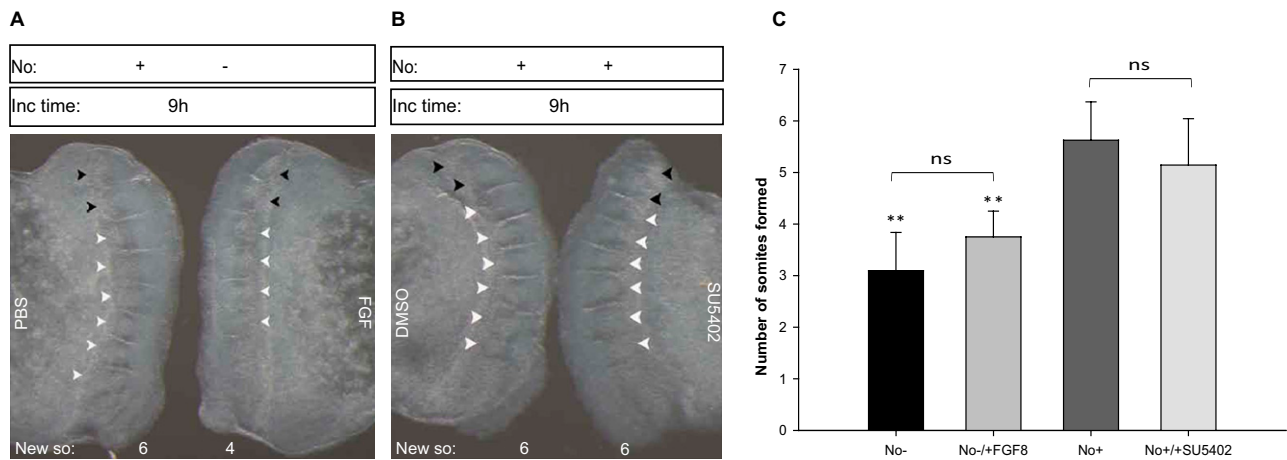 A
No: + -
Inc time: 9h
PBS
FGF
New so: 6 4
B
No: + +
Inc time: 9h
DMSO
SU5402
New so: 6 6
C
Number of somites formed
7
6
5
4
3
2
1
0
ns
ns
**
**
No- No-/+FGF8 No+ No+/+SU5402